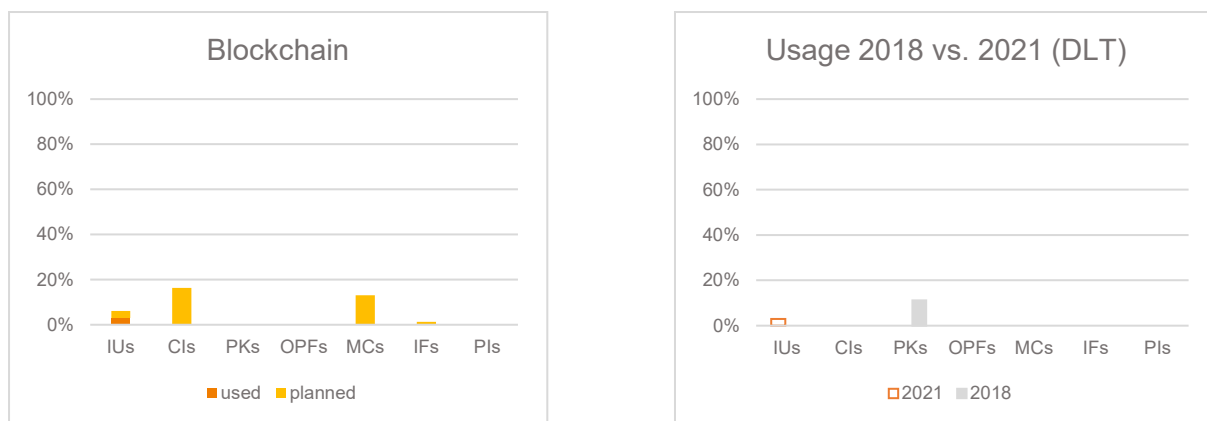 Blockchain
100%
80%
60%
40%
20%
0%
IUs CIs PKs OPFs MCs IFs PIs
used planned
Usage 2018 vs. 2021 (DLT)
100%
80%
60%
40%
20%
0%
IUs CIs PKs OPFs MCs IFs PIs
2021 2018